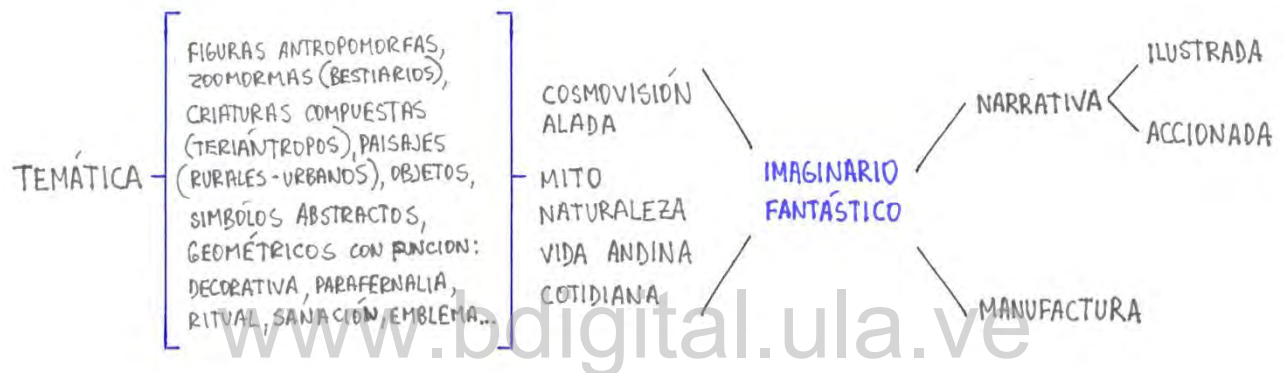 TEMÁTICA
FIGURAS ANTROPOMORFAS,
ZOOMORMAS (BESTIARIOS),
CRIATURAS COMPUESTAS
(TERIÁNTROPOS), PAISAJES
(RURALES-URBANOS), OBJETOS,
SIMBÓLOS ABSTRACTOS,
GEOMÉTRICOS CON FUNCION:
DECORATIVA, PARAFERNALIA,
RITUAL, SANACIÓN, EMBLEMA...
COSMOVISIÓN
ALADA
MITO
NATURALEZA
VIDA ANDINA
COTIDIANA
IMAGINARIO
FANTÁSTICO
NARRATIVA
ILUSTRADA
ACCIONADA
MANUFACTURA
www.bdigital.ula.ve